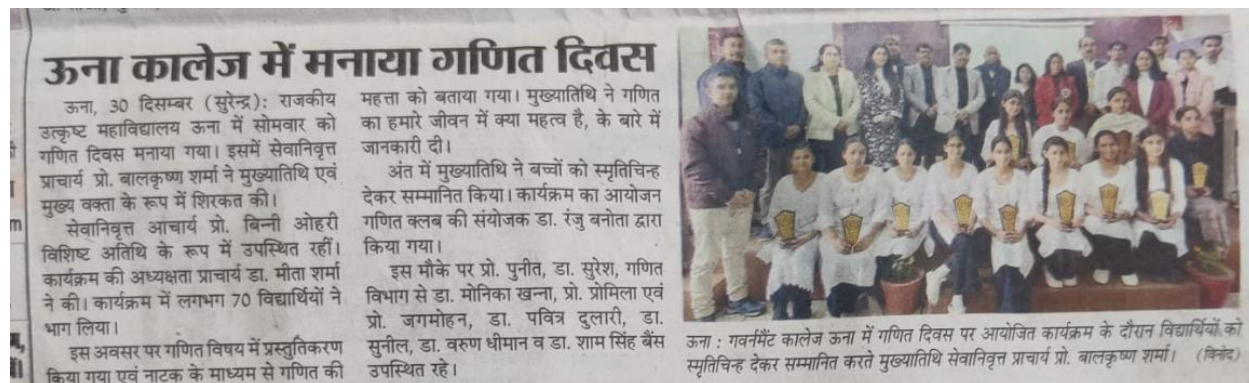 ऊना कालेज में मनाया गणित दिवस
ऊना, 30 दिसम्बर (सुरेन्द्र): राजकीय
उत्कृष्ट महाविद्यालय ऊना में सोमवार को
गणित दिवस मनाया गया। इसमें सेवानिवृत्त
प्राचार्य प्रो. बालकृष्ण शर्मा ने मुख्यातिथि एवं
मुख्य वक्ता के रूप में शिरकत की।
सेवानिवृत्त आचार्य प्रो. बिन्नी ओहरी
विशिष्ट अतिथि के रूप में उपस्थित रहीं।
कार्यक्रम की अध्यक्षता प्राचार्य डा. मीता शर्मा
ने की। कार्यक्रम में लगभग 70 विद्यार्थियों ने
भाग लिया।
इस अवसर पर गणित विषय में प्रस्तुतिकरण
किया गया एवं नाटक के माध्यम से गणित की
महत्ता को बताया गया। मुख्यातिथि ने गणित
का हमारे जीवन में क्या महत्व है, के बारे में
जानकारी दी।
अंत में मुख्यातिथि ने बच्चों को स्मृतिचिन्ह
देकर सम्मानित किया। कार्यक्रम का आयोजन
गणित क्लब की संयोजक डा. रंजु बनोता द्वारा
किया गया।
इस मौके पर प्रो. पुनीत, डा. सुरेश, गणित
विभाग से डा. मोनिका खन्ना, प्रो. प्रोमिला एवं
प्रो. जगमोहन, डा. पवित्र दुलारी, डा.
सुनील, डा. वरुण धीमान व डा. शाम सिंह बैंस
उपस्थित रहे।
ऊना : गवर्नमैंट कालेज ऊना में गणित दिवस पर आयोजित कार्यक्रम के दौरान विद्यार्थियों को
स्मृतिचिन्ह देकर सम्मानित करते मुख्यातिथि सेवानिवृत्त प्राचार्य प्रो. बालकृष्ण शर्मा। (विनोद)